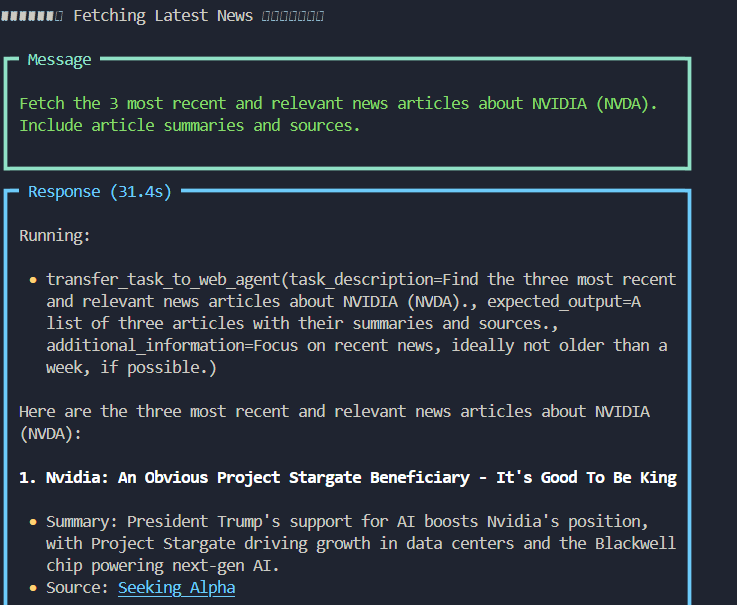 Fetching Latest News
Message
Fetch the 3 most recent and relevant news articles about NVIDIA (NVDA).
Include article summaries and sources.
Response (31.4s)
Running:
• transfer_task_to_web_agent(task_description=Find the three most recent
and relevant news articles about NVIDIA (NVDA)., expected_output=A
list of three articles with their summaries and sources.,
additional_information=Focus on recent news, ideally not older than a
week, if possible.)
Here are the three most recent and relevant news articles about NVIDIA
(NVDA):
1. Nvidia: An Obvious Project Stargate Beneficiary - It's Good To Be King
• Summary: President Trump's support for AI boosts Nvidia's position,
with Project Stargate driving growth in data centers and the Blackwell
chip powering next-gen AI.
• Source: Seeking Alpha